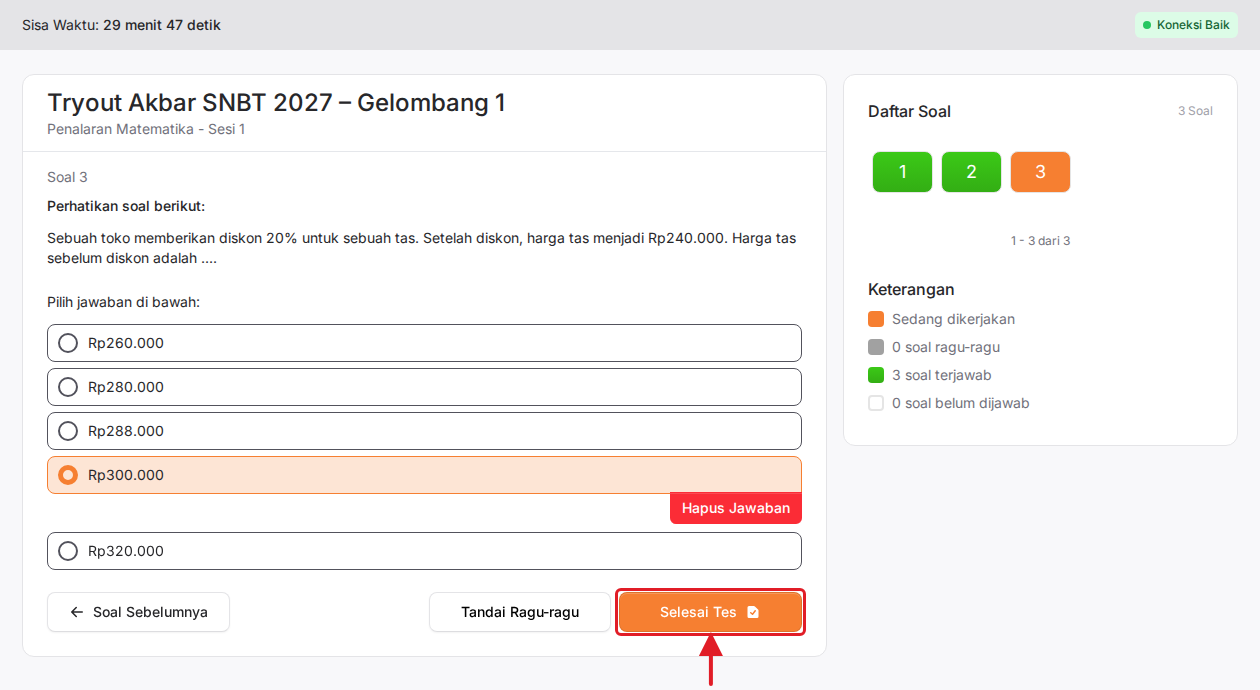 Sisa Waktu: 29 menit 47 detik
Koneksi Baik
Tryout Akbar SNBT 2027 – Gelombang 1
Penalaran Matematika - Sesi 1
Soal 3
Perhatikan soal berikut:
Sebuah toko memberikan diskon 20% untuk sebuah tas. Setelah diskon, harga tas menjadi Rp240.000. Harga tas
sebelum diskon adalah ....
Pilih jawaban di bawah:
Rp260.000
Rp280.000
Rp288.000
Rp300.000
Hapus Jawaban
Rp320.000
Soal Sebelumnya
Tandai Ragu-ragu
Selesai Tes
Daftar Soal
3 Soal
1 2 3
1 - 3 dari 3
Keterangan
Sedang dikerjakan
0 soal ragu-ragu
3 soal terjawab
0 soal belum dijawab